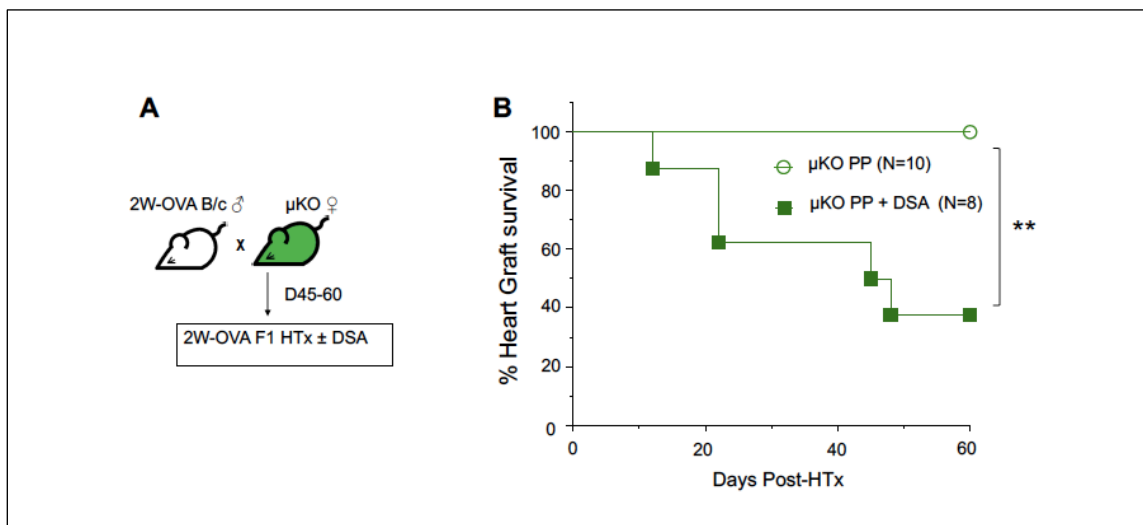 A
2W-OVA B/c ♂
µKO ♀
x
D45-60
2W-OVA F1 HTx ± DSA
B
% Heart Graft survival
100
80
60
40
20
0
0
20
40
60
Days Post-HTx
µKO PP (N=10)
µKO PP + DSA (N=8)
**